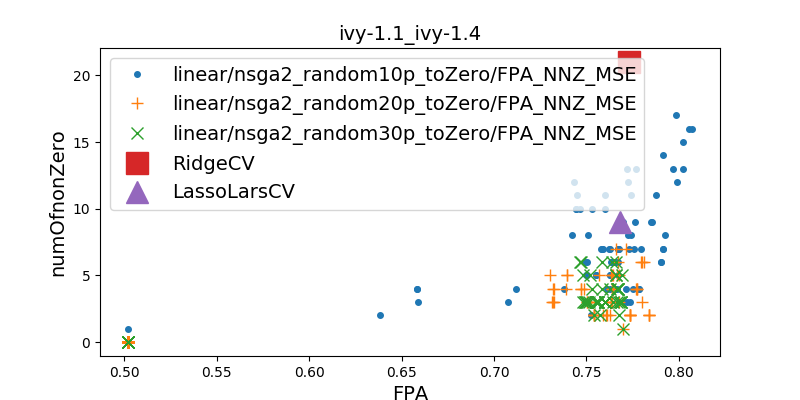 ivy-1.1_ivy-1.4
numOfnonZero
20
15
10
5
0
linear/nsga2_random10p_toZero/FPA_NNZ_MSE
linear/nsga2_random20p_toZero/FPA_NNZ_MSE
linear/nsga2_random30p_toZero/FPA_NNZ_MSE
RidgeCV
LassoLarsCV
0.50 0.55 0.60 0.65 0.70 0.75 0.80
FPA